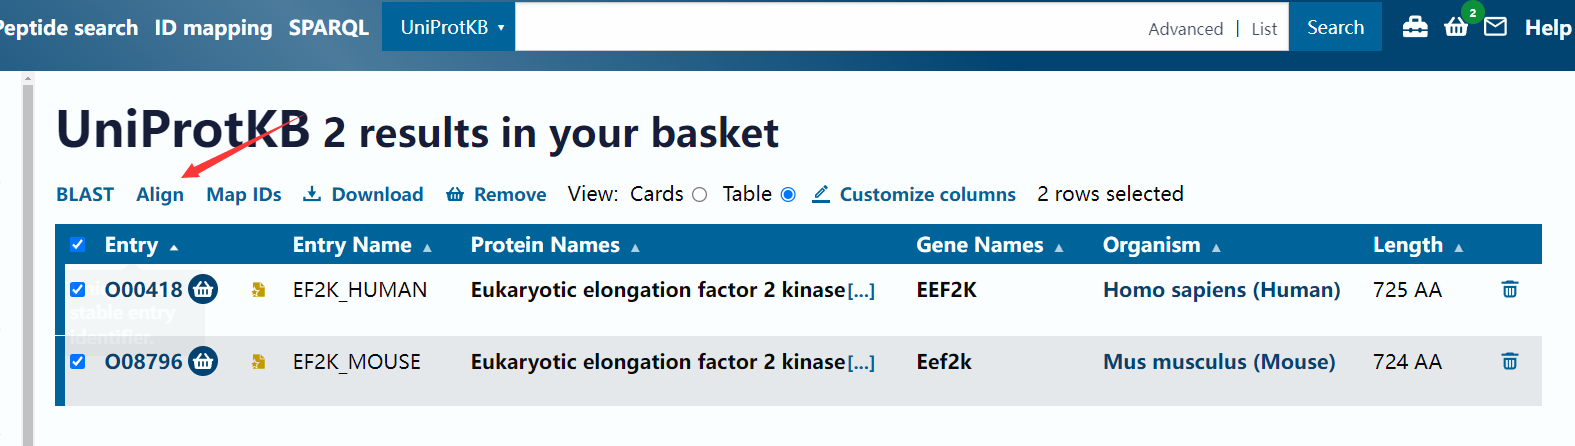 Peptide search ID mapping SPARQL UniProtKB Advanced | List Search 2 Help
UniProtKB 2 results in your basket
BLAST Align Map IDs Download Remove View: Cards Table Customize columns 2 rows selected
Entry Entry Name Protein Names Gene Names Organism Length
O00418 EF2K_HUMAN Eukaryotic elongation factor 2 kinase[...] EEF2K Homo sapiens (Human) 725 AA
stable entry
identifier.
O08796 EF2K_MOUSE Eukaryotic elongation factor 2 kinase[...] Eef2k Mus musculus (Mouse) 724 AA